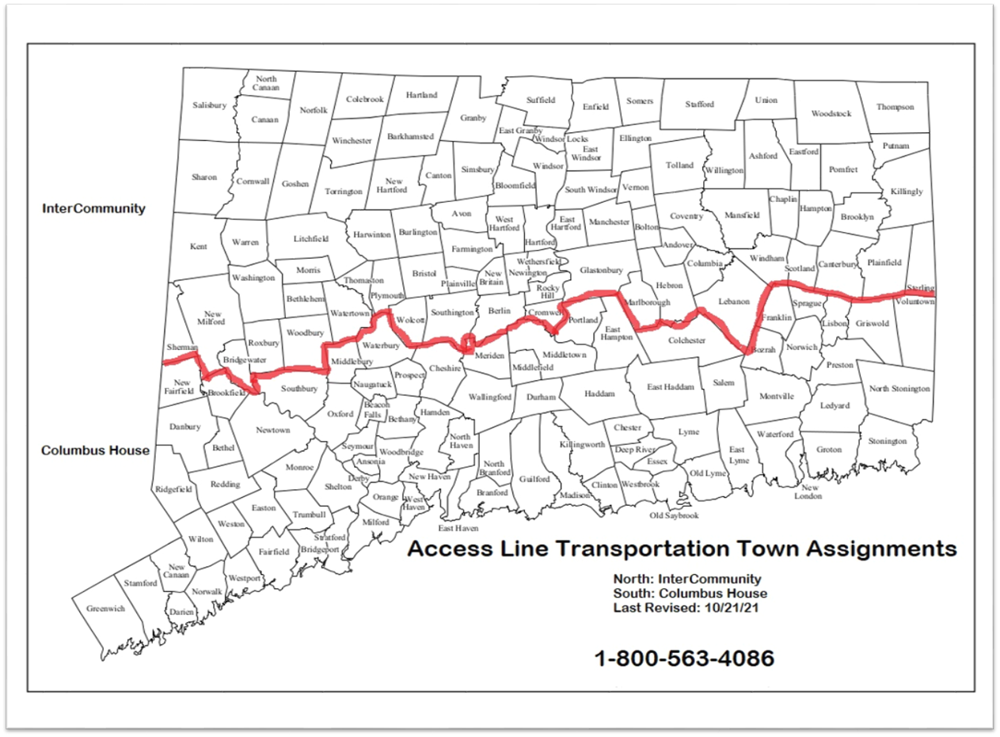 North
Canaan
Salisbury
Canaan
Norfolk
Colebrook
Hartland
Granby
Suffield
Enfield
Somers
Stafford
Union
Woodstock
Thompson
East Granby
Windsor Locks
Winchester
Barkhamsted
East
Windsor
Ellington
Putnam
Eastford
Ashford
Sharon
Cornwall
Goshen
Torrington
New
Hartford
Canton
Simsbury
Bloomfield
Windsor
South Windsor
Vernon
Tolland
Willington
Pomfret
Killingly
InterCommunity
Avon
West
Hartford
East
Hartford
Hartford
Manchester
Bolton
Coventry
Mansfield
Chaplin
Hampton
Brooklyn
Kent
Warren
Litchfield
Harwinton
Burlington
Farmington
Andover
Wethersfield
Newington
Glastonbury
Columbia
Windham
Scotland
Canterbury
Plainfield
Sterling
Washington
Morris
Thomaston
Plymouth
Bristol
Plainville
New
Britain
Rocky
Hill
Hebron
Marlborough
Lebanon
Sprague
Voluntown
New
Milford
Bethlehem
Watertown
Wolcott
Southington
Berlin
Cromwell
Portland
East
Hampton
Colchester
Franklin
Lisbon
Griswold
Sherman
Bridgewater
Roxbury
Woodbury
Waterbury
Middlebury
Cheshire
Meriden
Middletown
Middlefield
Bozrah
Norwich
Preston
New
Fairfield
Brookfield
Southbury
Naugatuck
Prospect
Wallingford
Durham
Haddam
East Haddam
Salem
Montville
North Stonington
Ledyard
Danbury
Newtown
Oxford
Beacon
Falls
Bethany
Hamden
Columbus House
Bethel
Seymour
Woodbridge
North
Haven
Killingworth
Chester
Lyme
Waterford
Groton
Stonington
Deep River
Essex
East
Lyme
Ridgefield
Redding
Monroe
Ansonia
Derby
Shelton
New Haven
North
Branford
Guilford
Clinton
Westbrook
Old Lyme
New
London
Easton
Orange
West
Haven
Branford
Madison
Weston
Trumbull
Milford
East Haven
Old Saybrook
Wilton
Fairfield
Stratford
Bridgeport
Access Line Transportation Town Assignments
New
Canaan
Westport
Stamford
Norwalk
Greenwich
Darien
North: InterCommunity
South: Columbus House
Last Revised: 10/21/21
1-800-563-4086